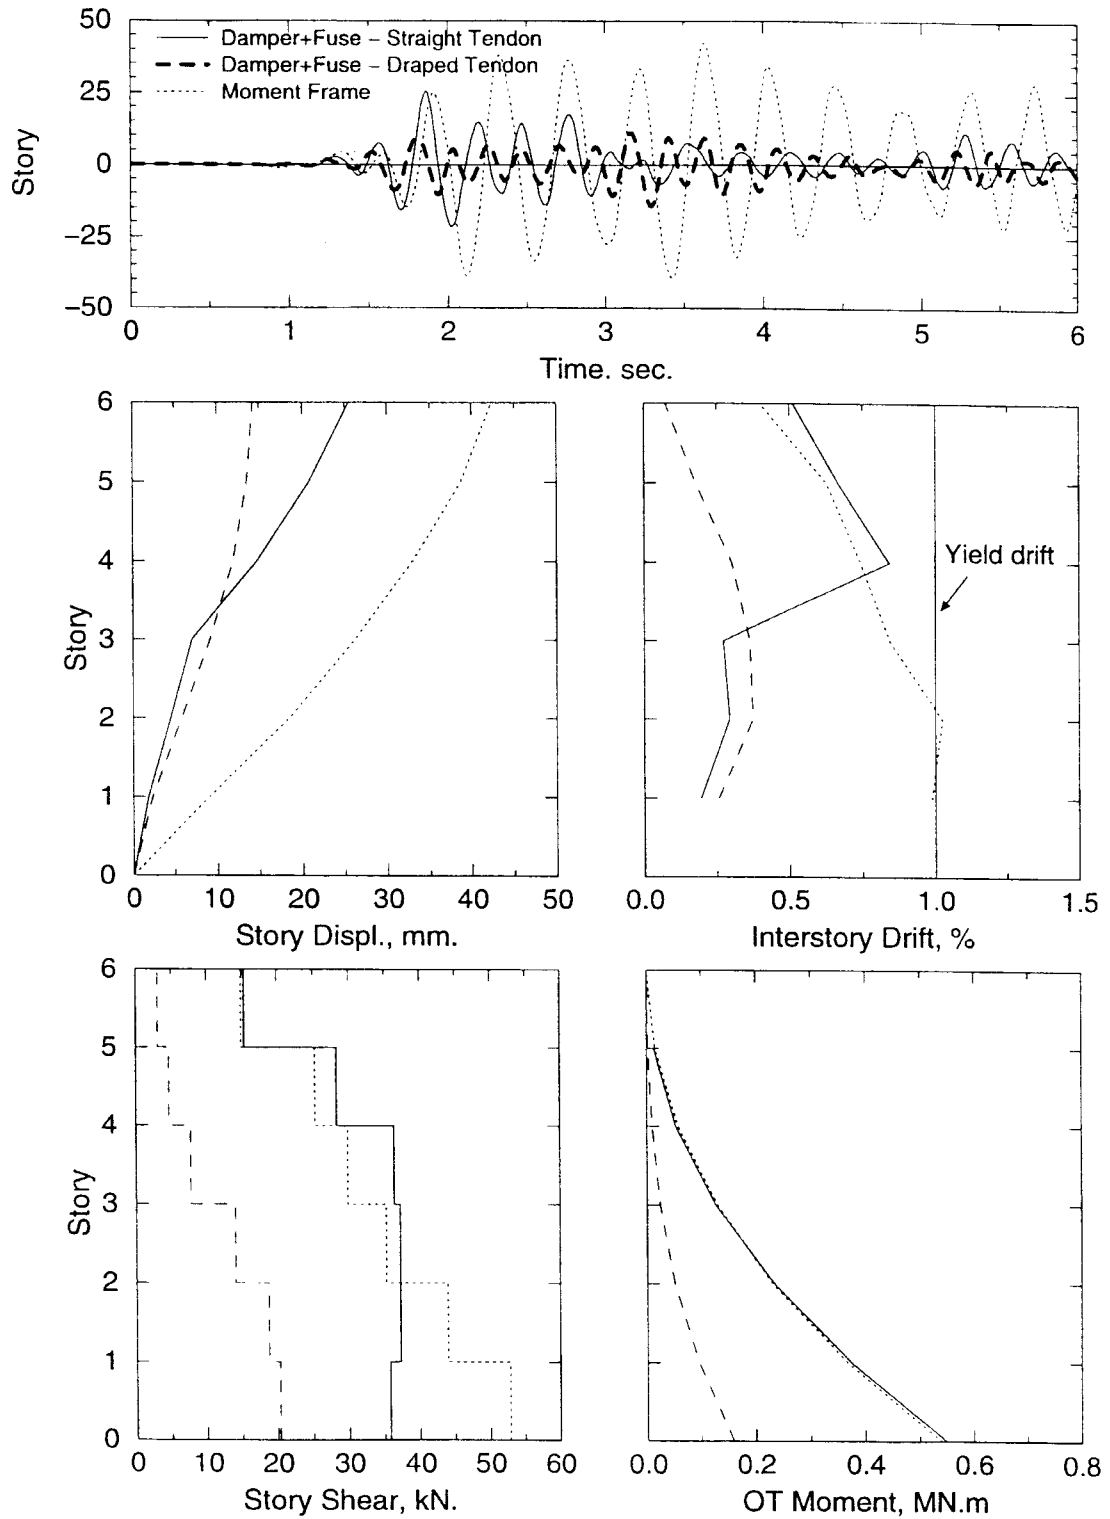 50
25
0
−25
−50
Story
Damper+Fuse – Straight Tendon
Damper+Fuse – Draped Tendon
Moment Frame
0 1 2 3 4 5 6
Time. sec.
6
5
4
3
2
1
0
Story
0 10 20 30 40 50
Story Displ., mm.
Yield drift
0.0 0.5 1.0 1.5
Interstory Drift, %
6
5
4
3
2
1
0
Story
0 10 20 30 40 50 60
Story Shear, kN.
0.0 0.2 0.4 0.6 0.8
OT Moment, MN.m